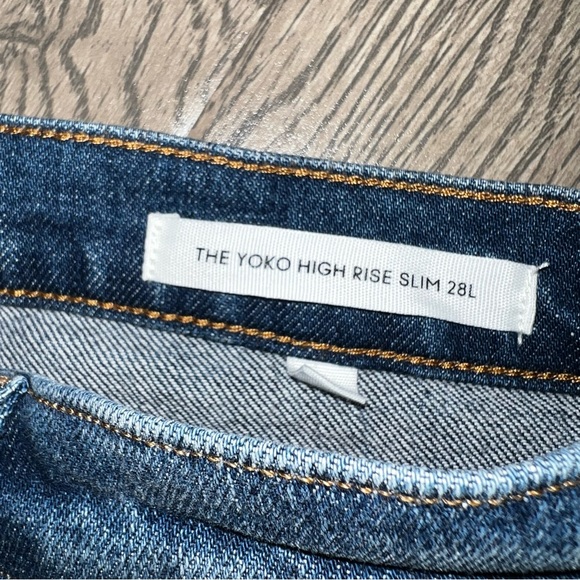 THE YOKO HIGH RISE SLIM 28L